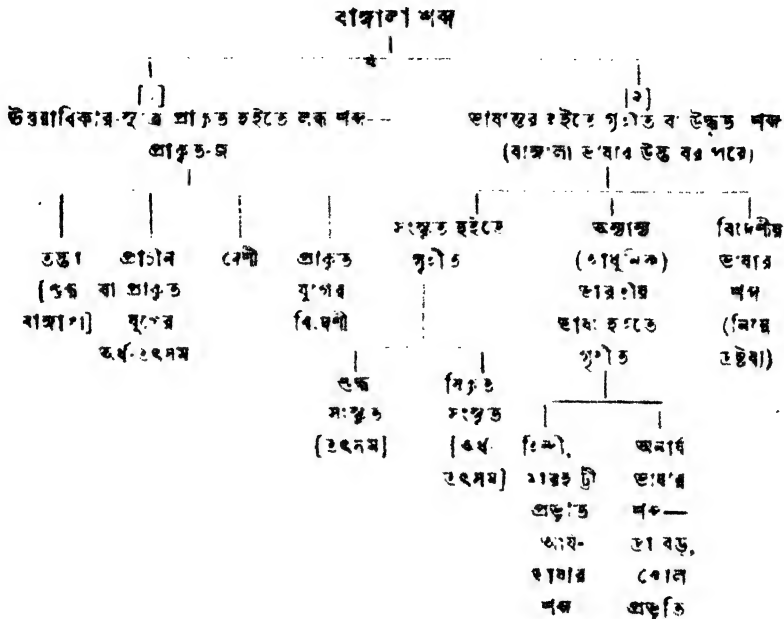 বাঙ্গালা শব্দ
[১]
উত্তরাধিকার-সূত্রে প্রাকৃত হইতে লব্ধ শব্দ—
প্রাকৃত-জ
তদ্ভব
[শুদ্ধ
বাঙ্গালা]
প্রাচীন
বা প্রাকৃত
যুগের
অর্ধ-তৎসম
দেশী
প্রাকৃত
যুগের
বিদেশী
[২]
ভাষান্তর হইতে গৃহীত বা উদ্ধৃত শব্দ
(বাঙ্গালা ভাষার উদ্ভবের পরে)
সংস্কৃত হইতে
গৃহীত
শুদ্ধ
সংস্কৃত
[তৎসম]
বিকৃত
সংস্কৃত
[অর্ধ-
তৎসম]
অন্যান্য
(আধুনিক)
ভারতীয়
ভাষা হইতে
গৃহীত
হিন্দী,
মারহট্টী
প্রভৃতি
আর্য-
ভাষার
শব্দ
অনার্য
ভাষার
শব্দ—
দ্রাবিড়,
কোল
প্রভৃতি
বিদেশীয়
ভাষার
শব্দ
(নিম্নে
দ্রষ্টব্য)